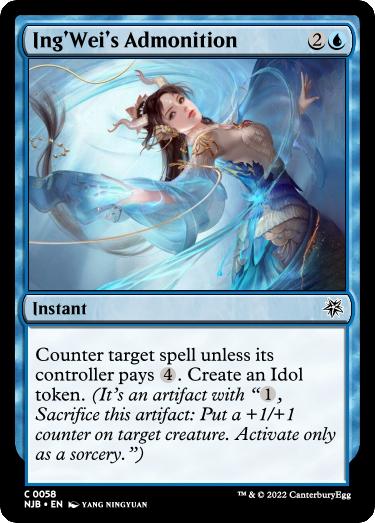 Ing'Wei's Admonition 2
Instant
Counter target spell unless its
controller pays 4. Create an Idol
token. (It's an artifact with “1,
Sacrifice this artifact: Put a +1/+1
counter on target creature. Activate only
as a sorcery.”)
C 0058
NJB • EN YANG NINGYUAN
™ & © 2022 CanterburyEgg